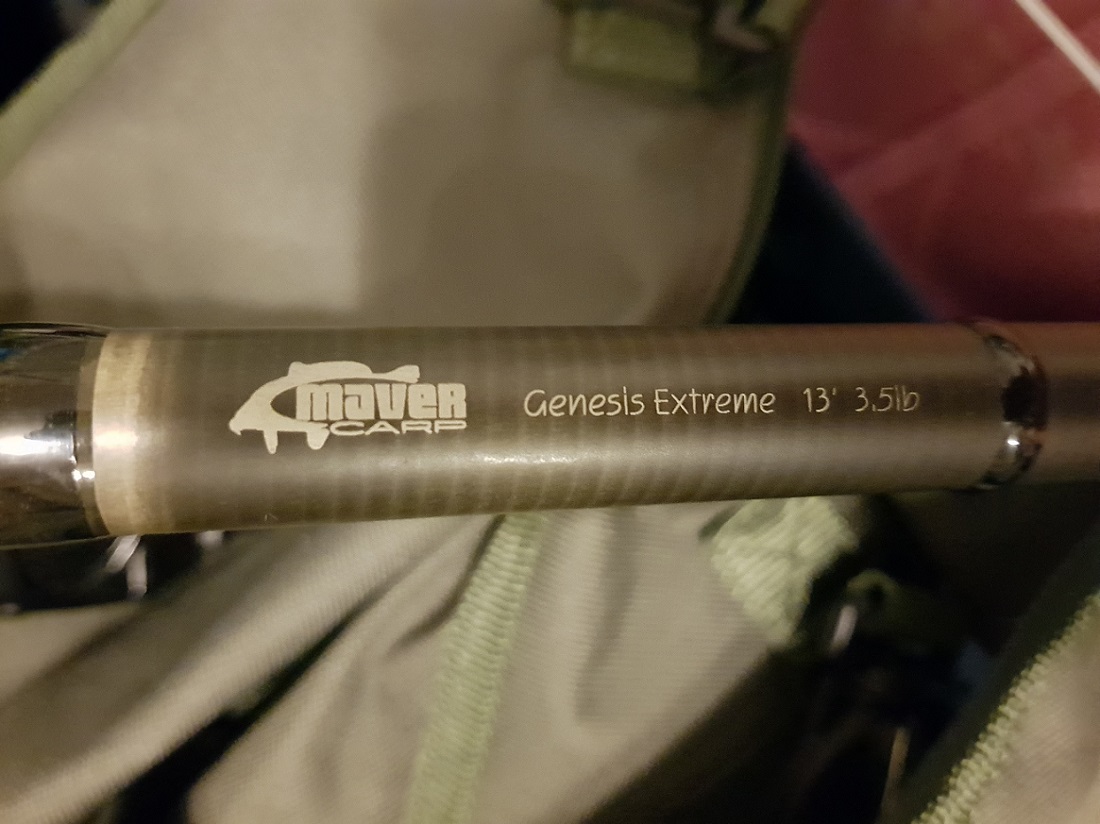 maver
CARP
Genesis Extreme 13' 3.5lb